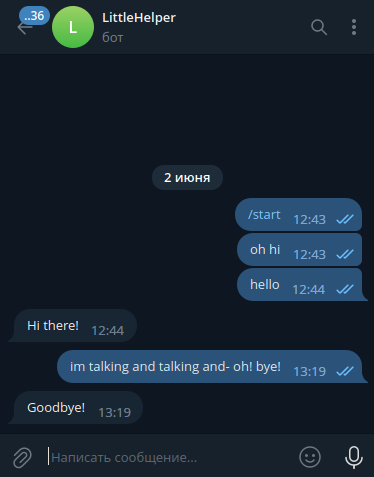 ..36
L
LittleHelper
бот
2 июня
/start 12:43
oh hi 12:43
hello 12:44
Hi there! 12:44
im talking and talking and- oh! bye! 13:19
Goodbye! 13:19
Написать сообщение...